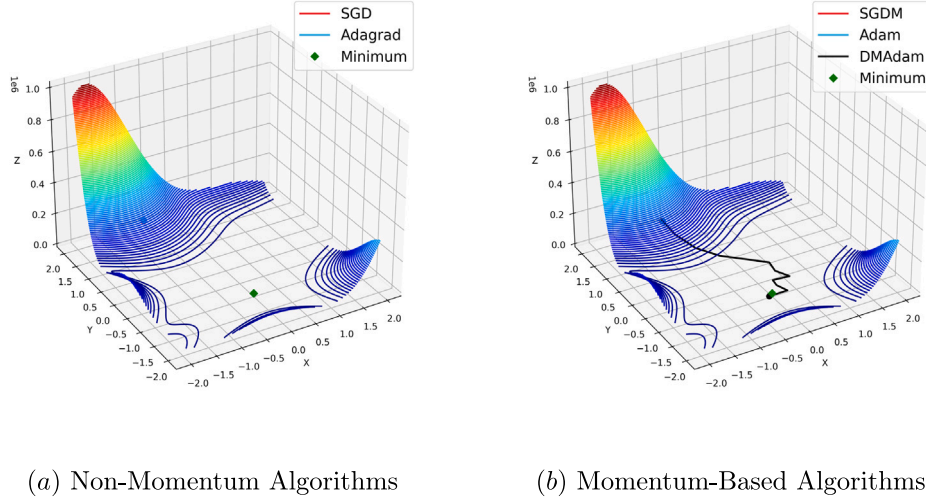 SGD
Adagrad
Minimum
1e6
1.0
0.8
0.6
0.4
0.2
0.0
Z
2.0
1.5
1.0
0.5
0.0
−0.5
−1.0
−1.5
−2.0
Y
−2.0
−1.5
−1.0
−0.5
0.0
0.5
1.0
1.5
2.0
X
(a) Non-Momentum Algorithms
SGDM
Adam
DMAdam
Minimum
1e6
1.0
0.8
0.6
0.4
0.2
0.0
Z
2.0
1.5
1.0
0.5
0.0
−0.5
−1.0
−1.5
−2.0
Y
−2.0
−1.5
−1.0
−0.5
0.0
0.5
1.0
1.5
2.0
X
(b) Momentum-Based Algorithms